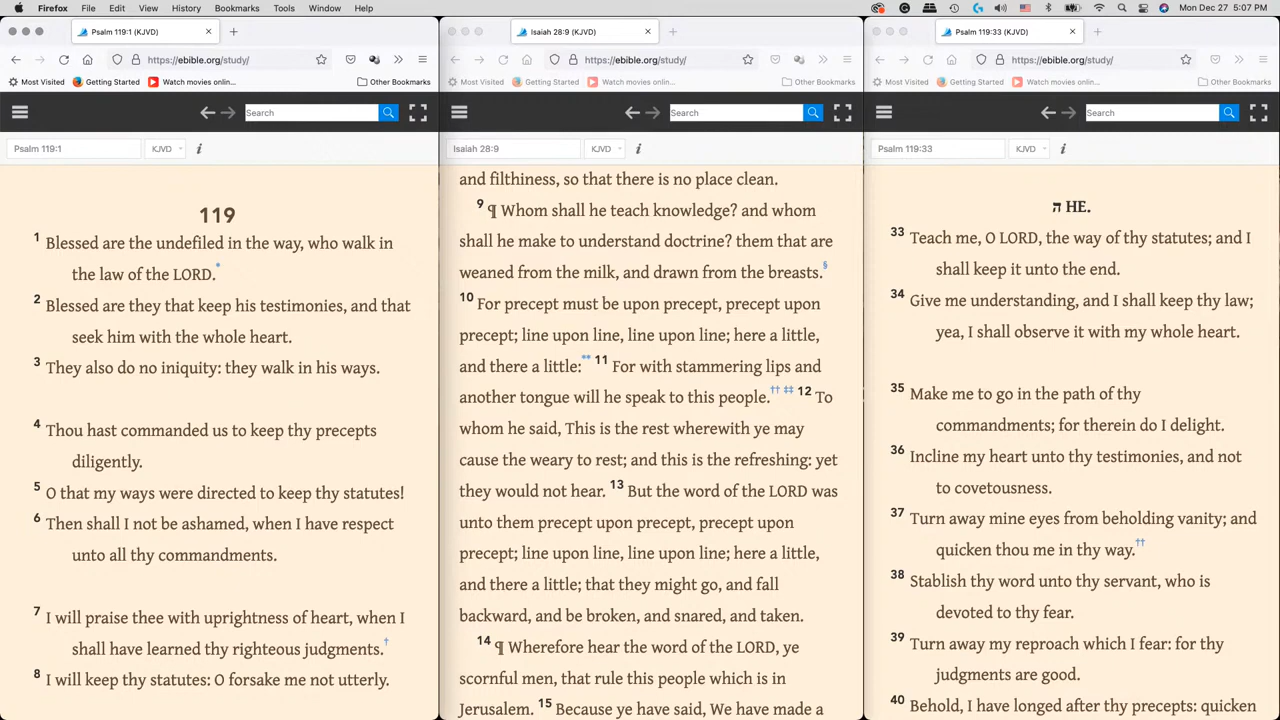 Firefox File Edit View History Bookmarks Tools Window Help
Mon Dec 27 5:07 PM
Psalm 119:1 (KJVD)
https://ebible.org/study/
Most Visited Getting Started Watch movies onlin... Other Bookmarks
Search
Psalm 119:1 KJVD i
119
1 Blessed are the undefiled in the way, who walk in
the law of the LORD.*
2 Blessed are they that keep his testimonies, and that
seek him with the whole heart.
3 They also do no iniquity: they walk in his ways.
4 Thou hast commanded us to keep thy precepts
diligently.
5 O that my ways were directed to keep thy statutes!
6 Then shall I not be ashamed, when I have respect
unto all thy commandments.
7 I will praise thee with uprightness of heart, when I
shall have learned thy righteous judgments.†
8 I will keep thy statutes: O forsake me not utterly.
Isaiah 28:9 (KJVD)
https://ebible.org/study/
Most Visited Getting Started Watch movies onlin... Other Bookmarks
Search
Isaiah 28:9 KJVD i
and filthiness, so that there is no place clean.
9 ¶ Whom shall he teach knowledge? and whom
shall he make to understand doctrine? them that are
weaned from the milk, and drawn from the breasts.§
10 For precept must be upon precept, precept upon
precept; line upon line, line upon line; here a little,
and there a little:** 11 For with stammering lips and
another tongue will he speak to this people.†† ‡‡ 12 To
whom he said, This is the rest wherewith ye may
cause the weary to rest; and this is the refreshing: yet
they would not hear. 13 But the word of the LORD was
unto them precept upon precept, precept upon
precept; line upon line, line upon line; here a little,
and there a little; that they might go, and fall
backward, and be broken, and snared, and taken.
14 ¶ Wherefore hear the word of the LORD, ye
scornful men, that rule this people which is in
Jerusalem. 15 Because ye have said, We have made a
Psalm 119:33 (KJVD)
https://ebible.org/study/
Most Visited Getting Started Watch movies onlin... Other Bookmarks
Search
Psalm 119:33 KJVD i
ה HE.
33 Teach me, O LORD, the way of thy statutes; and I
shall keep it unto the end.
34 Give me understanding, and I shall keep thy law;
yea, I shall observe it with my whole heart.
35 Make me to go in the path of thy
commandments; for therein do I delight.
36 Incline my heart unto thy testimonies, and not
to covetousness.
37 Turn away mine eyes from beholding vanity; and
quicken thou me in thy way.††
38 Stablish thy word unto thy servant, who is
devoted to thy fear.
39 Turn away my reproach which I fear: for thy
judgments are good.
40 Behold, I have longed after thy precepts: quicken